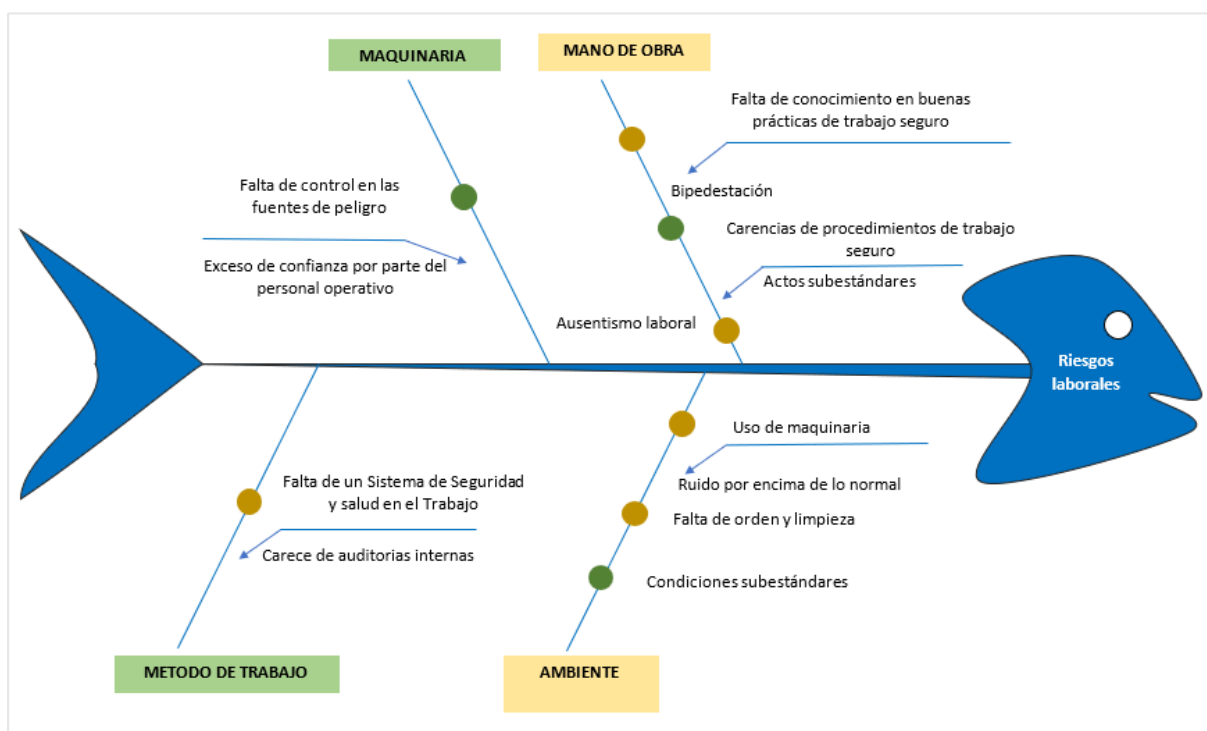 MAQUINARIA
MANO DE OBRA
Falta de conocimiento en buenas
prácticas de trabajo seguro
Falta de control en las
fuentes de peligro
Bipedestación
Exceso de confianza por parte del
personal operativo
Carencias de procedimientos de trabajo
seguro
Actos subestándares
Ausentismo laboral
Riesgos
laborales
Uso de maquinaria
Falta de un Sistema de Seguridad
y salud en el Trabajo
Ruido por encima de lo normal
Falta de orden y limpieza
Carece de auditorias internas
Condiciones subestándares
METODO DE TRABAJO
AMBIENTE